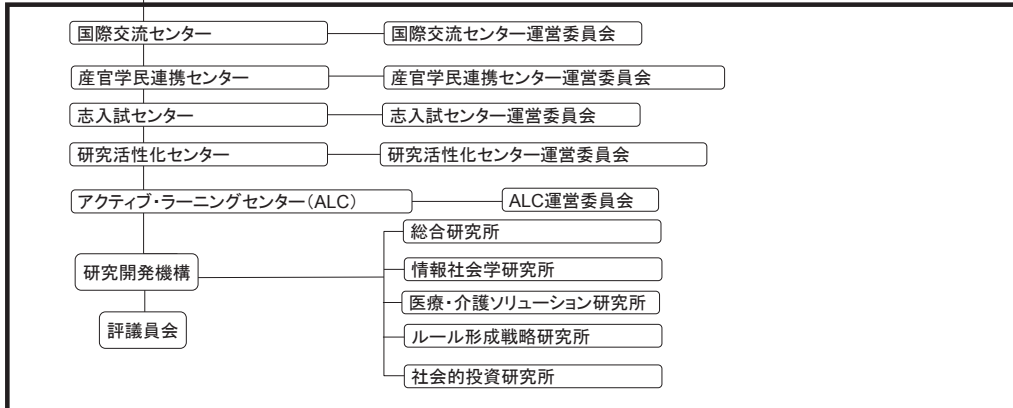 国際交流センター
国際交流センター運営委員会
産官学民連携センター
産官学民連携センター運営委員会
志入試センター
志入試センター運営委員会
研究活性化センター
研究活性化センター運営委員会
アクティブ・ラーニングセンター(ALC)
ALC運営委員会
総合研究所
研究開発機構
情報社会学研究所
医療・介護ソリューション研究所
評議員会
ルール形成戦略研究所
社会的投資研究所